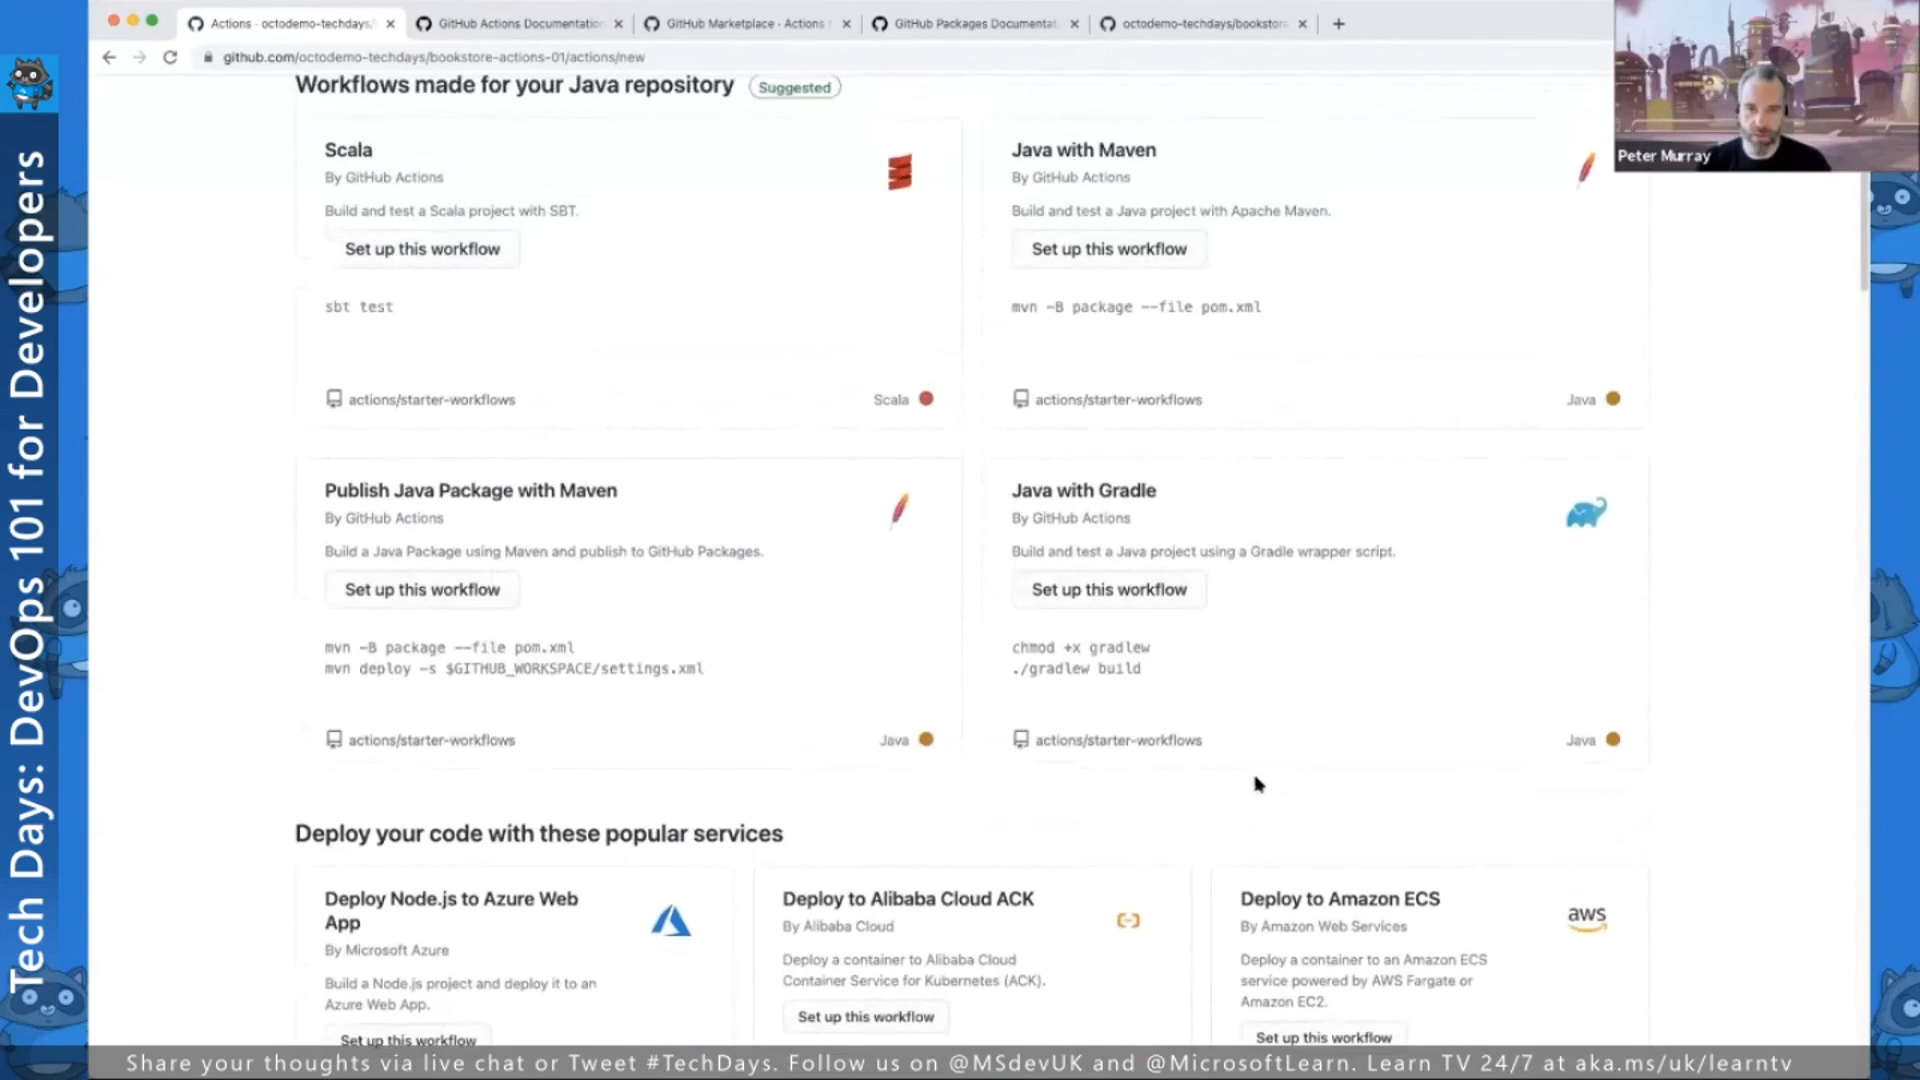 Actions · octodemo-techdays/
GitHub Actions Documentation
GitHub Marketplace · Actions
GitHub Packages Documentat
octodemo-techdays/bookstore
github.com/octodemo-techdays/bookstore-actions-01/actions/new
Peter Murray
Tech Days: DevOps 101 for Developers
Workflows made for your Java repository
Suggested
Scala
By GitHub Actions
Build and test a Scala project with SBT.
Set up this workflow
sbt test
actions/starter-workflows
Scala
Java with Maven
By GitHub Actions
Build and test a Java project with Apache Maven.
Set up this workflow
mvn -B package --file pom.xml
actions/starter-workflows
Java
Publish Java Package with Maven
By GitHub Actions
Build a Java Package using Maven and publish to GitHub Packages.
Set up this workflow
mvn -B package --file pom.xml
mvn deploy -s $GITHUB_WORKSPACE/settings.xml
actions/starter-workflows
Java
Java with Gradle
By GitHub Actions
Build and test a Java project using a Gradle wrapper script.
Set up this workflow
chmod +x gradlew
./gradlew build
actions/starter-workflows
Java
Deploy your code with these popular services
Deploy Node.js to Azure Web
App
By Microsoft Azure
Build a Node.js project and deploy it to an
Azure Web App.
Set up this workflow
Deploy to Alibaba Cloud ACK
By Alibaba Cloud
Deploy a container to Alibaba Cloud
Container Service for Kubernetes (ACK).
Set up this workflow
Deploy to Amazon ECS
aws
By Amazon Web Services
Deploy a container to an Amazon ECS
service powered by AWS Fargate or
Amazon EC2.
Set up this workflow
Share your thoughts via live chat or Tweet #TechDays. Follow us on @MSdevUK and @MicrosoftLearn. Learn TV 24/7 at aka.ms/uk/learntv